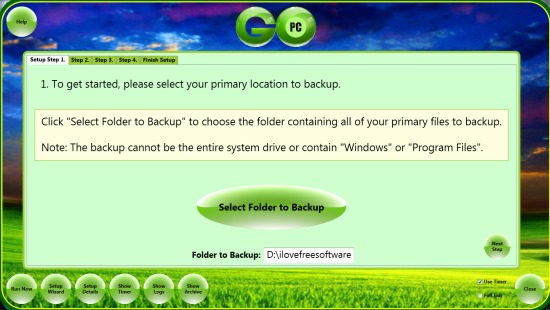 Help
GO PC
Setup Step 1. Step 2. Step 3. Step 4. Finish Setup
1. To get started, please select your primary location to backup.
Click "Select Folder to Backup" to choose the folder containing all of your primary files to backup.
Note: The backup cannot be the entire system drive or contain "Windows" or "Program Files".
Select Folder to Backup
Next Step
Folder to Backup: D:\ilovefreesoftware
Run Now Setup Wizard Setup Details Show Timer Show Logs Show Archive
Use Timer
Full Exit
Close